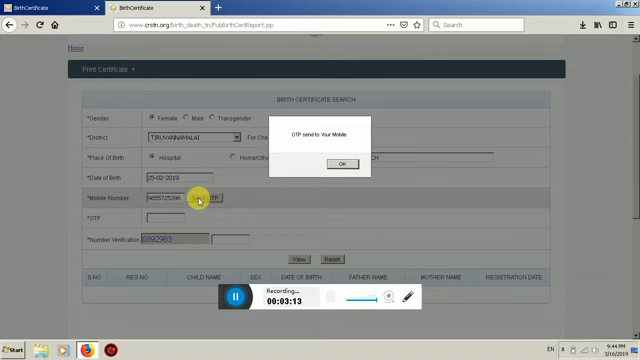 BirthCertificate
BirthCertificate
www.crstn.org/birth_death_tn/PubBirthCertReport.jsp
Search
Home
Print Certificate
BIRTH CERTIFICATE SEARCH
*Gender : Female Male Transgender
*District : TIRUVANNAMALAI For Che
*Place Of Birth : Hospital Home/Othe CH
OTP send to Your Mobile
OK
*Date of Birth : 25-02-2019
*Mobile Number : 9655725396 Send OTP
*OTP :
*Number Verification : 6892983
View Reset
S NO REG NO CHILD NAME SEX DATE OF BIRTH FATHER NAME MOTHER NAME REGISTRATION DATE
Recording...
00:03:13
Start
EN
9:44 PM
3/16/2019